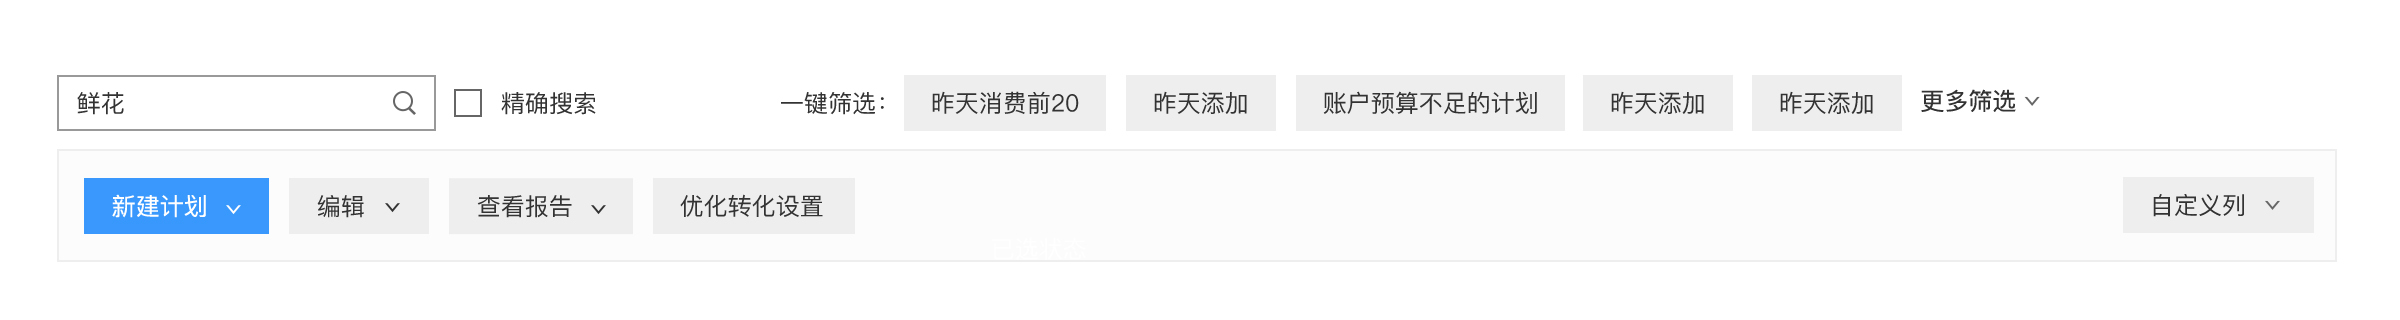 鲜花 精确搜索 一键筛选： 昨天消费前20 昨天添加 账户预算不足的计划 昨天添加 昨天添加 更多筛选
新建计划 编辑 查看报告 优化转化设置 自定义列